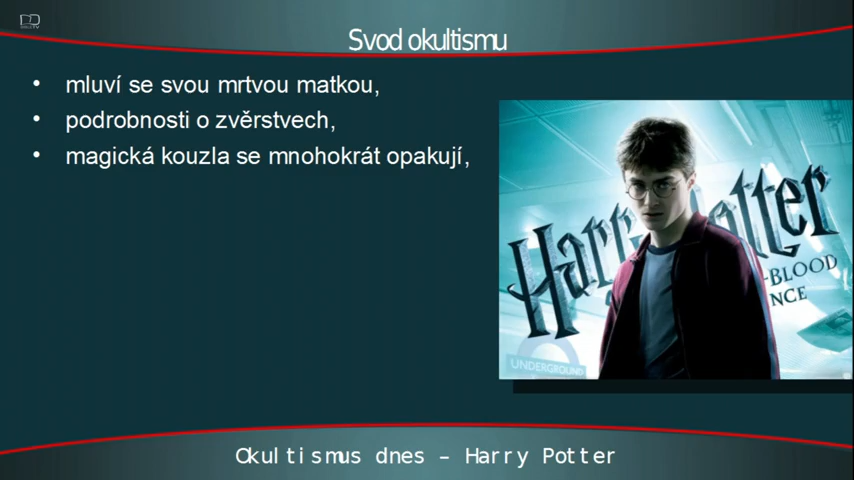 Svod okultismu
• mluví se svou mrtvou matkou,
• podrobnosti o zvěrstvech,
• magická kouzla se mnohokrát opakují,
Harry Potter
-BLOOD
NCE
UNDERGROUND
Okultismus dnes – Harry Potter